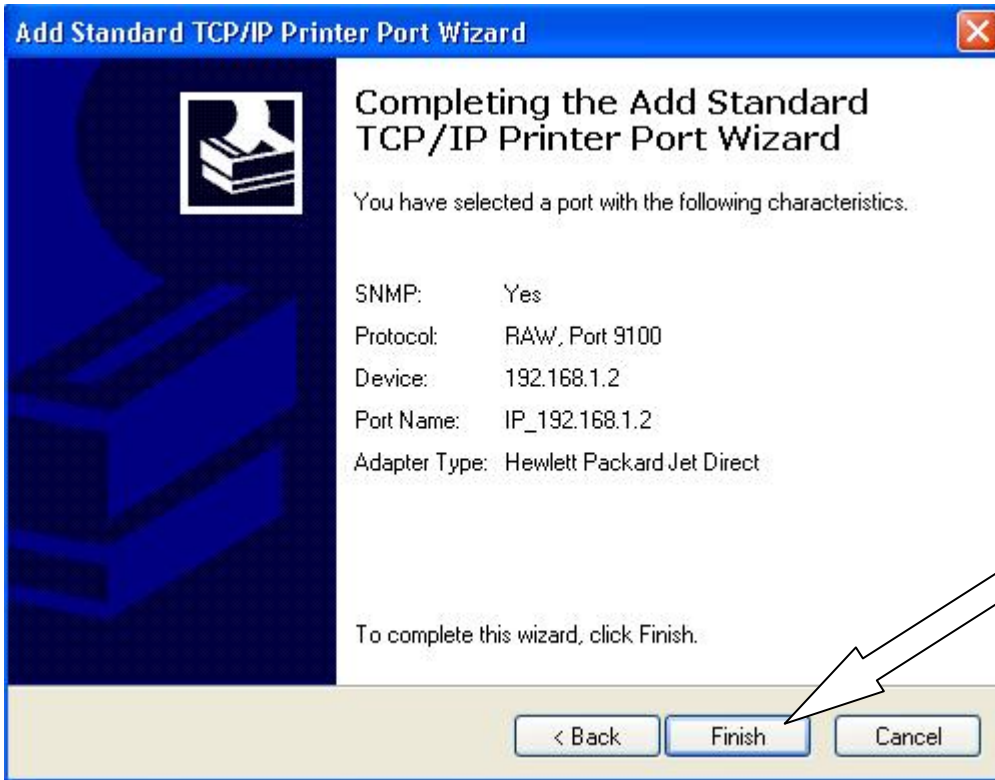 Add Standard TCP/IP Printer Port Wizard
Completing the Add Standard
TCP/IP Printer Port Wizard
You have selected a port with the following characteristics.
SNMP: Yes
Protocol: RAW, Port 9100
Device: 192.168.1.2
Port Name: IP_192.168.1.2
Adapter Type: Hewlett Packard Jet Direct
To complete this wizard, click Finish.
< Back Finish Cancel